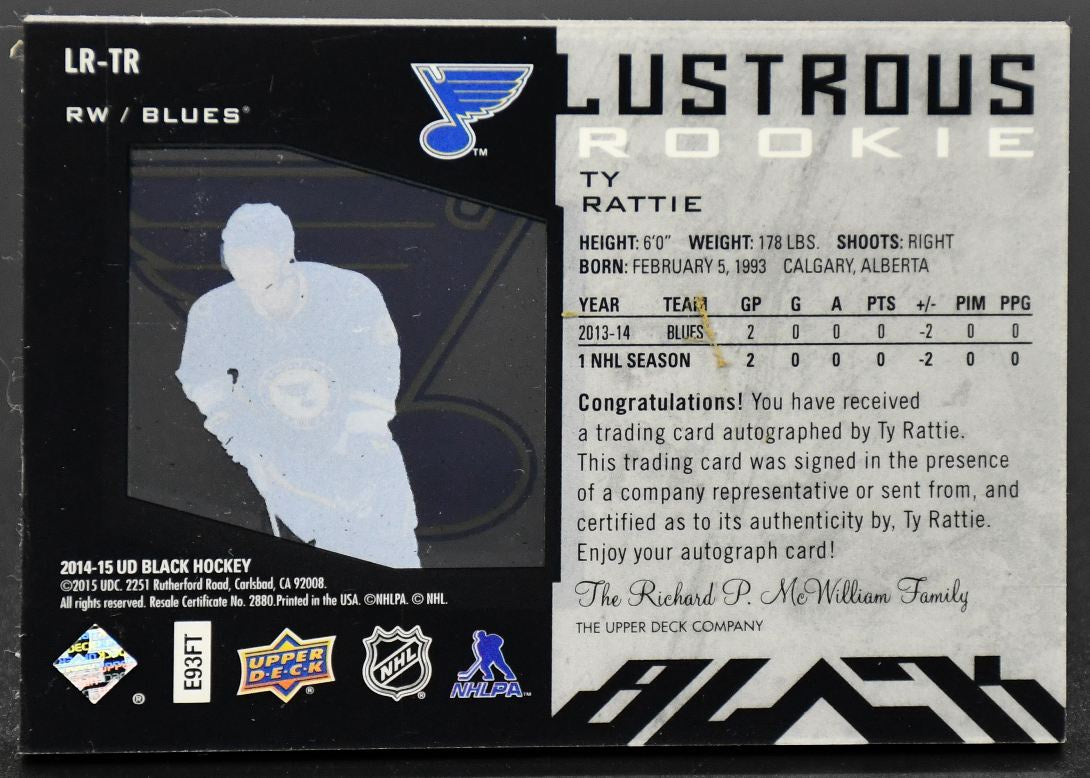 LR-TR
RW / BLUES®
TM
LUSTROUS
ROOKIE
TY
RATTIE
HEIGHT: 6'0" WEIGHT: 178 LBS. SHOOTS: RIGHT
BORN: FEBRUARY 5, 1993 CALGARY, ALBERTA
YEAR TEAM GP G A PTS +/- PIM PPG
2013-14 BLUES 2 0 0 0 -2 0 0
1 NHL SEASON 2 0 0 0 -2 0 0
Congratulations! You have received
a trading card autographed by Ty Rattie.
This trading card was signed in the presence
of a company representative or sent from, and
certified as to its authenticity by, Ty Rattie.
Enjoy your autograph card!
The Richard P. McWilliam Family
THE UPPER DECK COMPANY
BLACK
2014-15 UD BLACK HOCKEY
©2015 UDC. 2251 Rutherford Road, Carlsbad, CA 92008.
All rights reserved. Resale Certificate No. 2880.Printed in the USA. ©NHLPA. © NHL.
®
E93FT
UPPER
D·E·C·K
®
NHL
®
NHLPA™